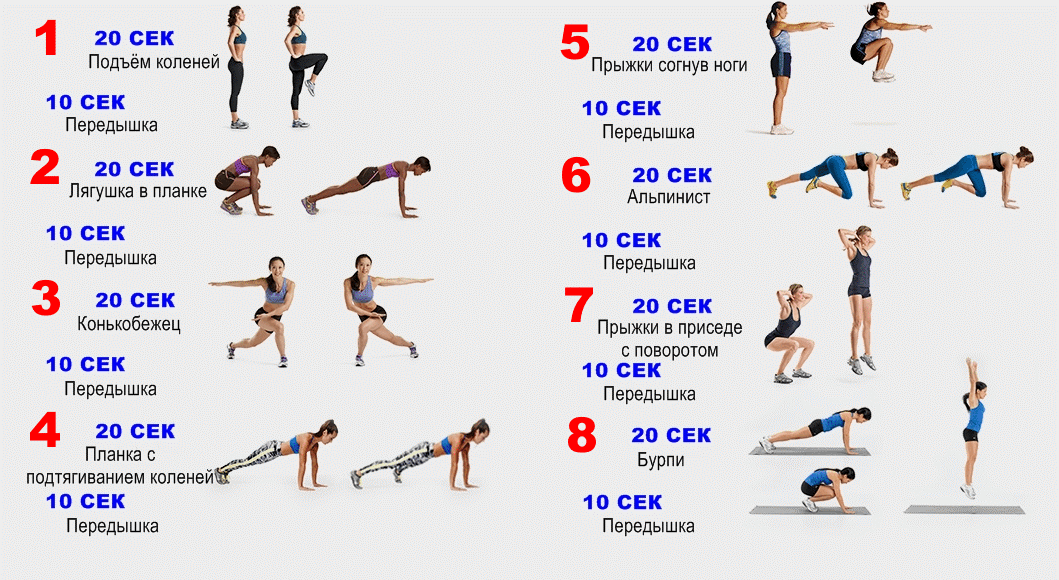 1
20 СЕК
Подъём коленей
10 СЕК
Передышка
2
20 СЕК
Лягушка в планке
10 СЕК
Передышка
3
20 СЕК
Конькобежец
10 СЕК
Передышка
4
20 СЕК
Планка с
подтягиванием коленей
10 СЕК
Передышка
5
20 СЕК
Прыжки согнув ноги
10 СЕК
Передышка
6
20 СЕК
Альпинист
10 СЕК
Передышка
7
20 СЕК
Прыжки в приседе
с поворотом
10 СЕК
Передышка
8
20 СЕК
Бурпи
10 СЕК
Передышка